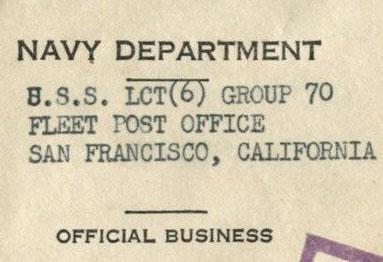 NAVY DEPARTMENT
U.S.S. LCT(6) GROUP 70
FLEET POST OFFICE
SAN FRANCISCO, CALIFORNIA
OFFICIAL BUSINESS